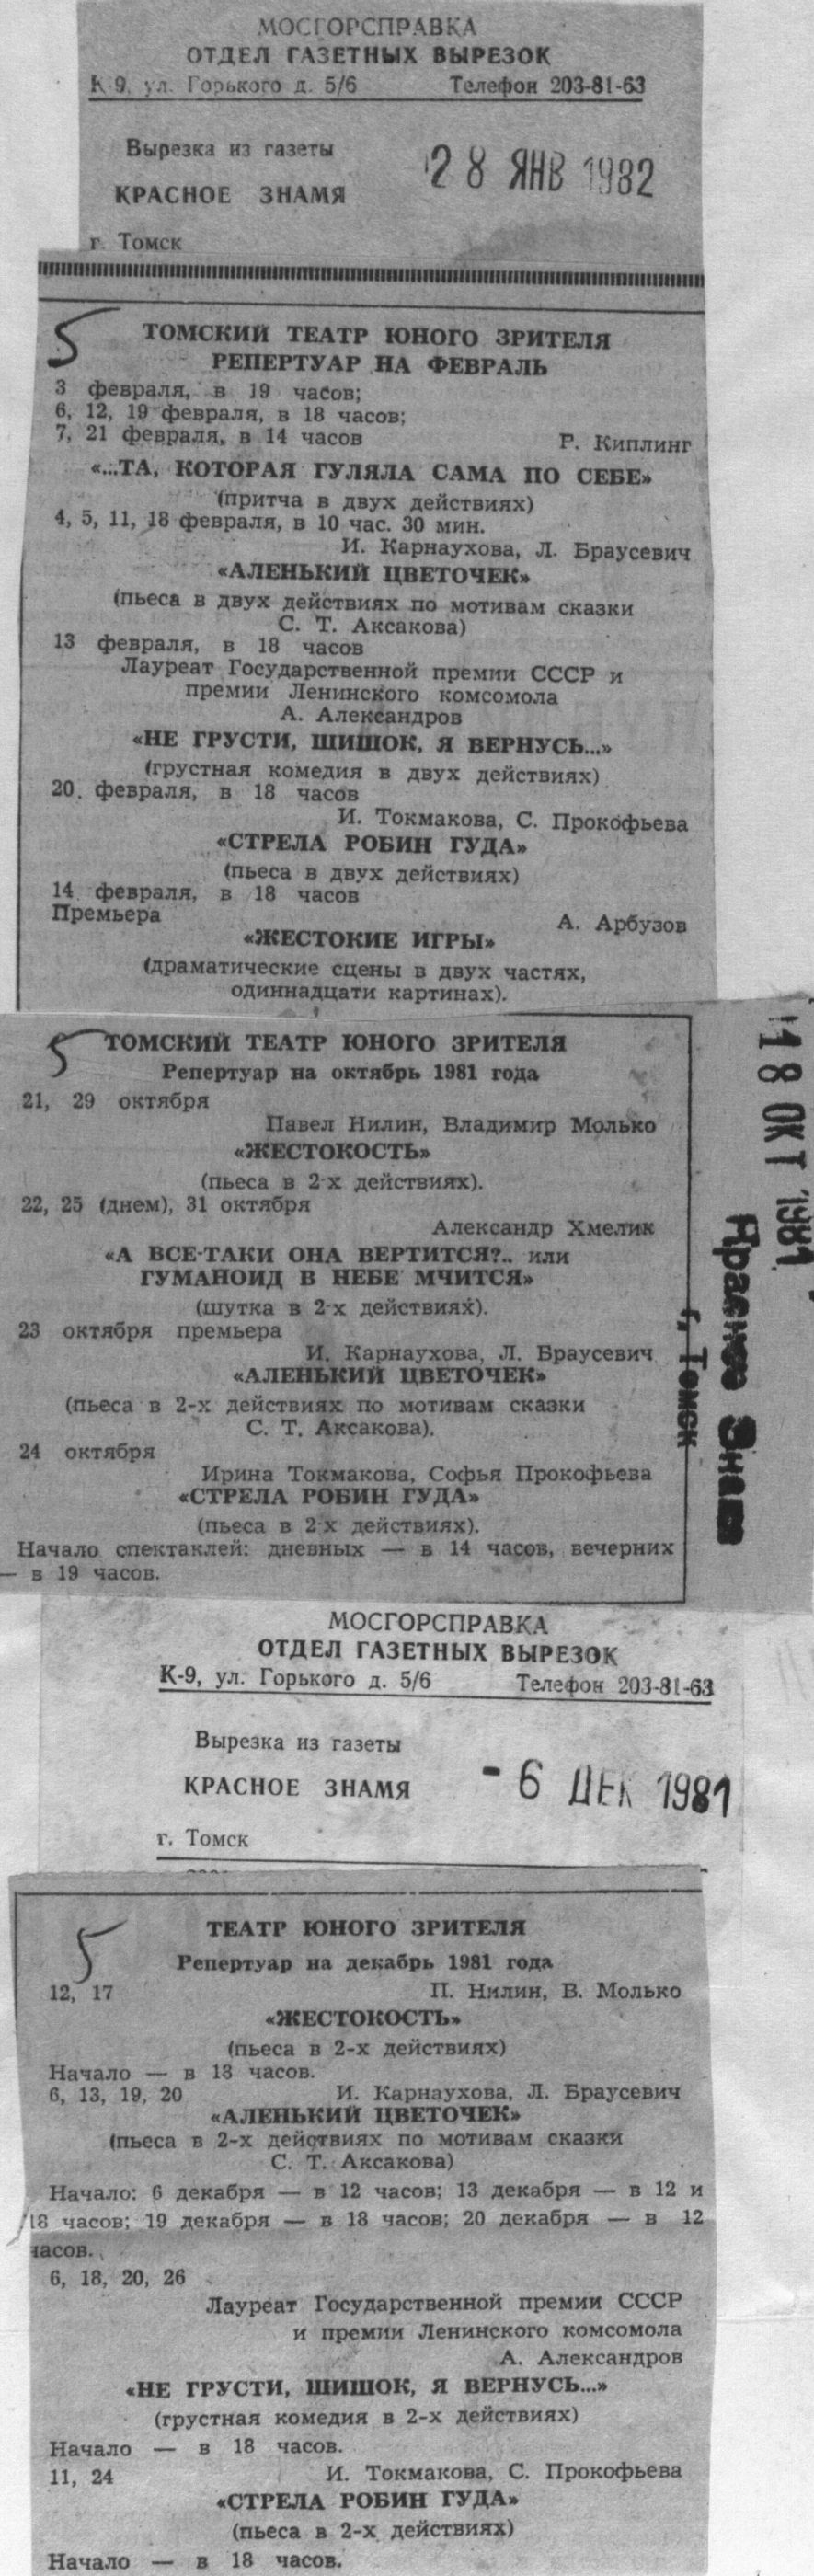 МОСГОРСПРАВКА
ОТДЕЛ ГАЗЕТНЫХ ВЫРЕЗОК
К-9, ул. Горького д. 5/6 Телефон 203-81-63
Вырезка из газеты
28 ЯНВ 1982
КРАСНОЕ ЗНАМЯ
г. Томск
5
ТОМСКИЙ ТЕАТР ЮНОГО ЗРИТЕЛЯ
РЕПЕРТУАР НА ФЕВРАЛЬ
3 февраля, в 19 часов;
6, 12, 19 февраля, в 18 часов;
7, 21 февраля, в 14 часов
Р. Киплинг
«...ТА, КОТОРАЯ ГУЛЯЛА САМА ПО СЕБЕ»
(притча в двух действиях)
4, 5, 11, 18 февраля, в 10 час. 30 мин.
И. Карнаухова, Л. Браусевич
«АЛЕНЬКИЙ ЦВЕТОЧЕК»
(пьеса в двух действиях по мотивам сказки
С. Т. Аксакова)
13 февраля, в 18 часов
Лауреат Государственной премии СССР и
премии Ленинского комсомола
А. Александров
«НЕ ГРУСТИ, ШИШОК, Я ВЕРНУСЬ...»
(грустная комедия в двух действиях)
20. февраля, в 18 часов
И. Токмакова, С. Прокофьева
«СТРЕЛА РОБИН ГУДА»
(пьеса в двух действиях)
14 февраля, в 18 часов
Премьера
А. Арбузов
«ЖЕСТОКИЕ ИГРЫ»
(драматические сцены в двух частях,
одиннадцати картинах).
5
ТОМСКИЙ ТЕАТР ЮНОГО ЗРИТЕЛЯ
Репертуар на октябрь 1981 года
21, 29 октября
Павел Нилин, Владимир Молько
«ЖЕСТОКОСТЬ»
(пьеса в 2-х действиях).
22, 25 (днем), 31 октября
Александр Хмелик
«А ВСЕ-ТАКИ ОНА ВЕРТИТСЯ?.. или
ГУМАНОИД В НЕБЕ МЧИТСЯ»
(шутка в 2-х действиях).
23 октября премьера
И. Карнаухова, Л. Браусевич
«АЛЕНЬКИЙ ЦВЕТОЧЕК»
(пьеса в 2-х действиях по мотивам сказки
С. Т. Аксакова).
24 октября
Ирина Токмакова, Софья Прокофьева
«СТРЕЛА РОБИН ГУДА»
(пьеса в 2-х действиях).
Начало спектаклей: дневных — в 14 часов, вечерних
— в 19 часов.
18 ОКТ 1981
Красное Знамя
г. Томск
МОСГОРСПРАВКА
ОТДЕЛ ГАЗЕТНЫХ ВЫРЕЗОК
К-9, ул. Горького д. 5/6 Телефон 203-81-63
Вырезка из газеты
- 6 ДЕК 1981
КРАСНОЕ ЗНАМЯ
г. Томск
5
ТЕАТР ЮНОГО ЗРИТЕЛЯ
Репертуар на декабрь 1981 года
12, 17 П. Нилин, В. Молько
«ЖЕСТОКОСТЬ»
(пьеса в 2-х действиях)
Начало — в 18 часов.
6, 13, 19, 20 И. Карнаухова, Л. Браусевич
«АЛЕНЬКИЙ ЦВЕТОЧЕК»
(пьеса в 2-х действиях по мотивам сказки
С. Т. Аксакова)
Начало: 6 декабря — в 12 часов; 13 декабря — в 12 и
18 часов; 19 декабря — в 18 часов; 20 декабря — в 12
часов.
6, 18, 20, 26
Лауреат Государственной премии СССР
и премии Ленинского комсомола
А. Александров
«НЕ ГРУСТИ, ШИШОК, Я ВЕРНУСЬ...»
(грустная комедия в 2-х действиях)
Начало — в 18 часов.
11, 24 И. Токмакова, С. Прокофьева
«СТРЕЛА РОБИН ГУДА»
(пьеса в 2-х действиях)
Начало — в 18 часов.